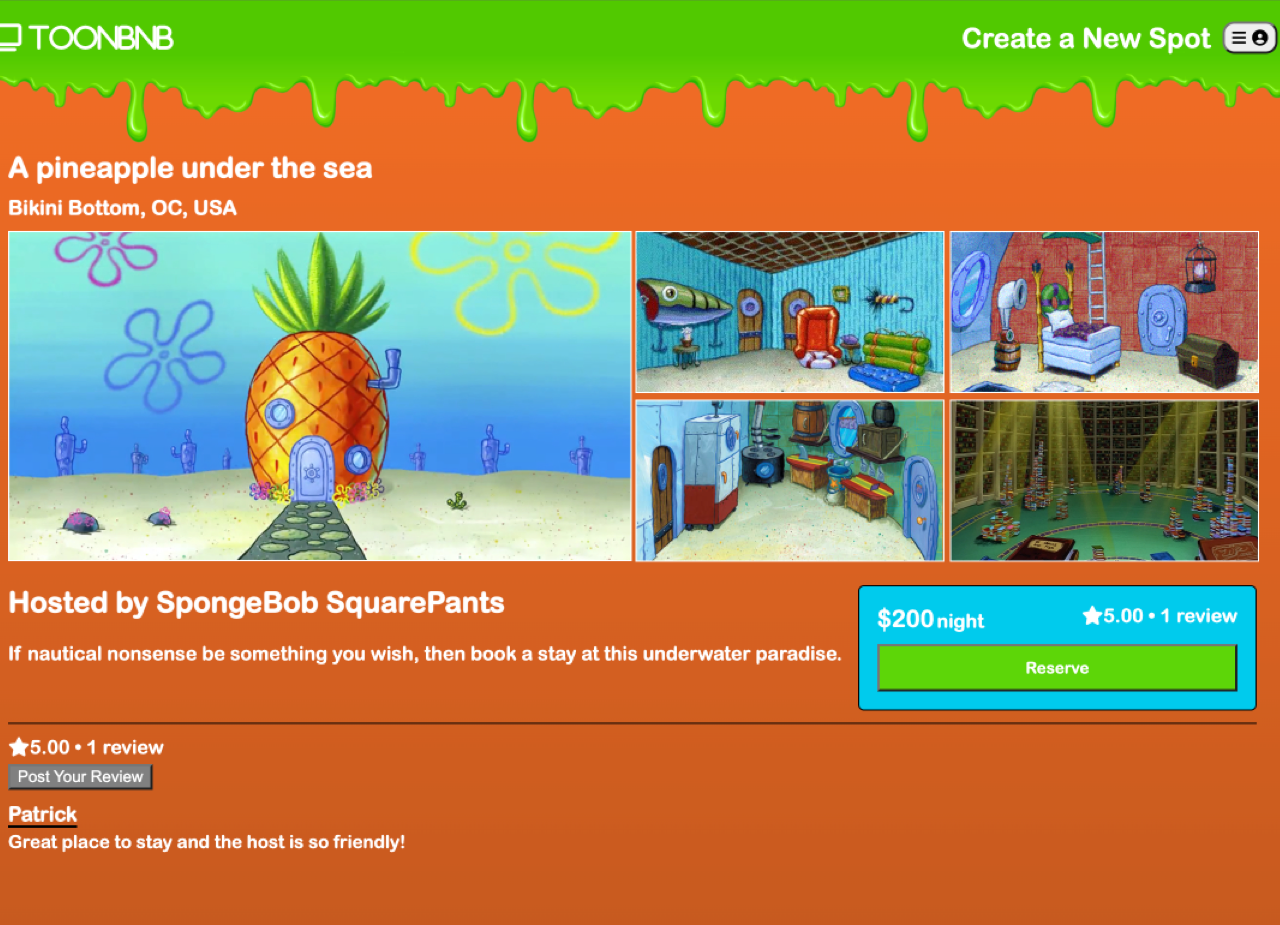 TOONBNB
Create a New Spot
A pineapple under the sea
Bikini Bottom, OC, USA
Hosted by SpongeBob SquarePants
If nautical nonsense be something you wish, then book a stay at this underwater paradise.
$200 night
5.00 • 1 review
Reserve
5.00 • 1 review
Post Your Review
Patrick
Great place to stay and the host is so friendly!